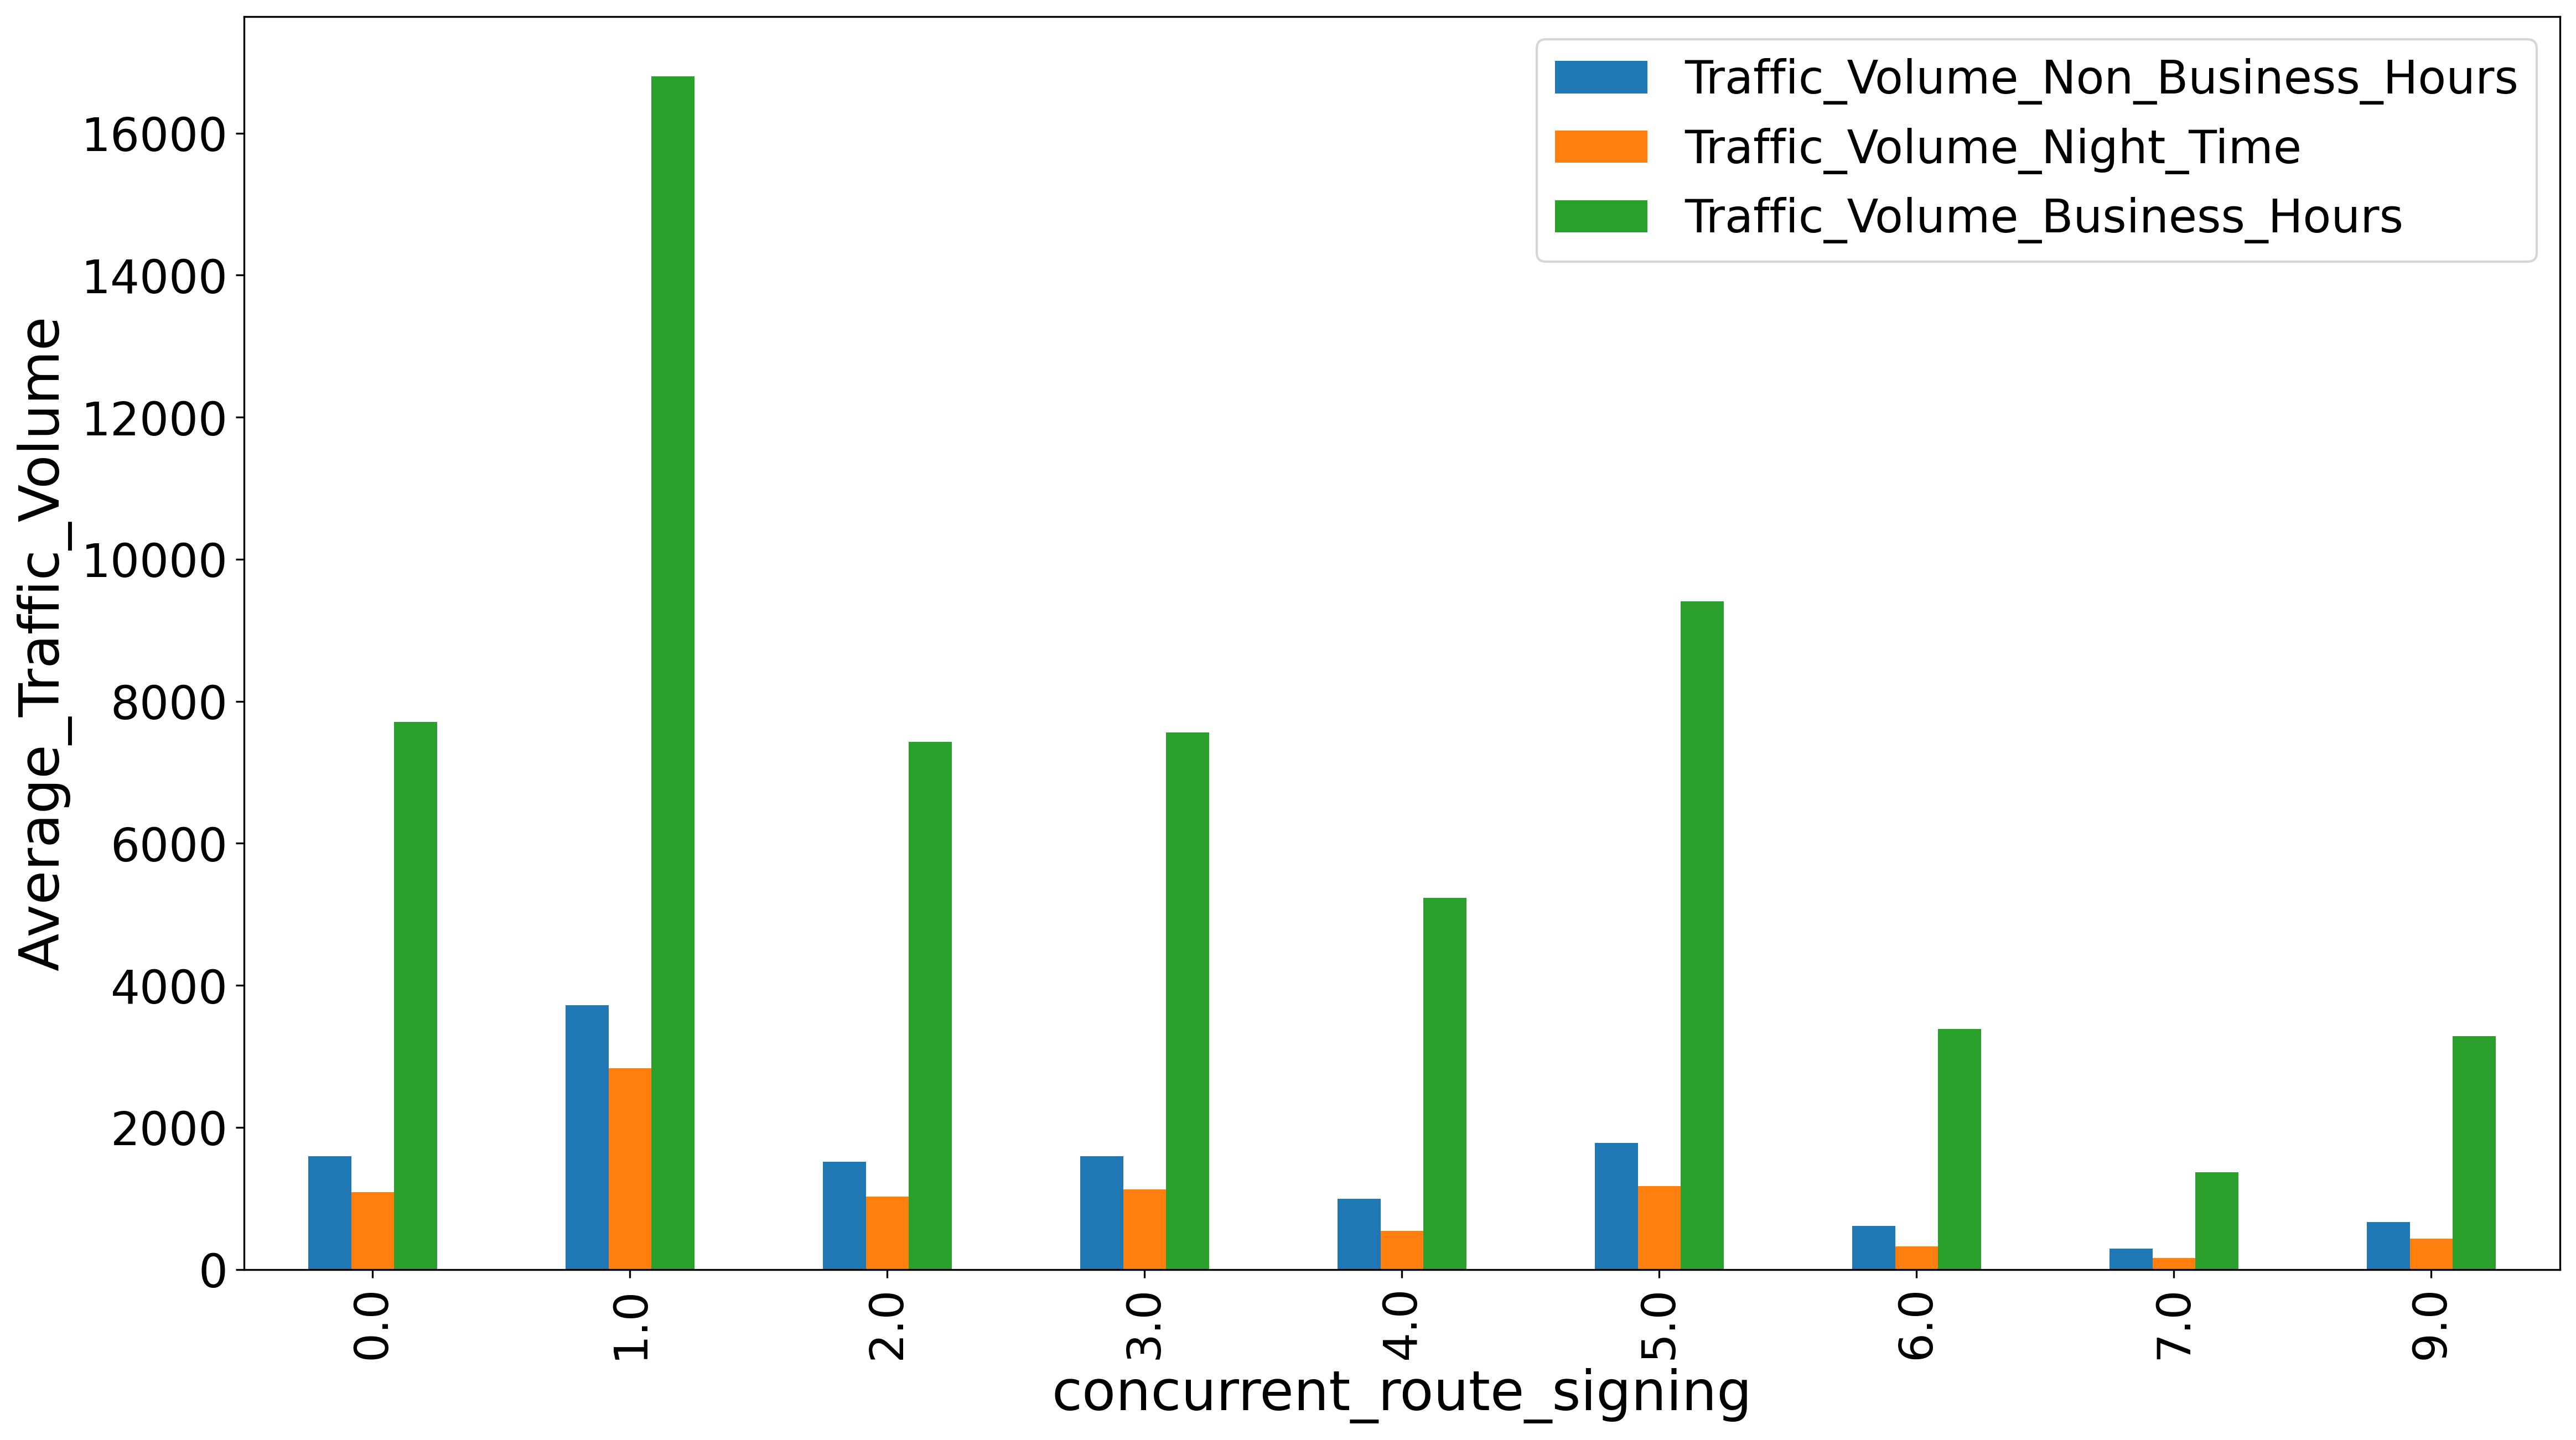 Traffic_Volume_Non_Business_Hours
Traffic_Volume_Night_Time
Traffic_Volume_Business_Hours
Average_Traffic_Volume
16000
14000
12000
10000
8000
6000
4000
2000
0
0.0 1.0 2.0 3.0 4.0 5.0 6.0 7.0 9.0
concurrent_route_signing